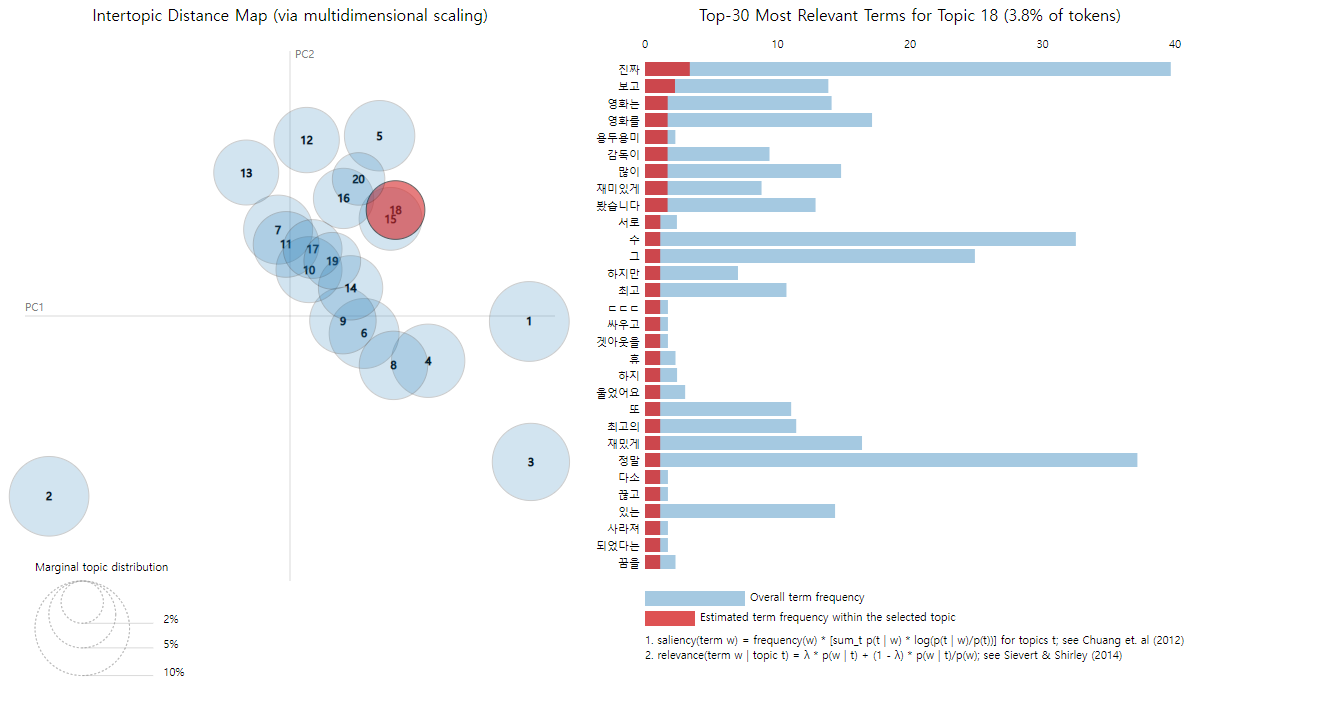 Intertopic Distance Map (via multidimensional scaling)
PC2
PC1
12
5
13
20
16
18
15
7
11
17
19
10
14
9
6
1
8
4
3
2
Marginal topic distribution
2%
5%
10%
Top-30 Most Relevant Terms for Topic 18 (3.8% of tokens)
0 10 20 30 40
진짜
보고
영화는
영화를
용두용미
감독이
많이
재미있게
봤습니다
서로
수
그
하지만
최고
ㄷㄷㄷ
싸우고
겟아웃을
휴
하지
울었어요
또
최고의
재밌게
정말
다소
끊고
있는
사라져
되었다는
꿈을
Overall term frequency
Estimated term frequency within the selected topic
1. saliency(term w) = frequency(w) * [sum_t p(t | w) * log(p(t | w)/p(t))] for topics t; see Chuang et. al (2012)
2. relevance(term w | topic t) = λ * p(w | t) + (1 - λ) * p(w | t)/p(w); see Sievert & Shirley (2014)